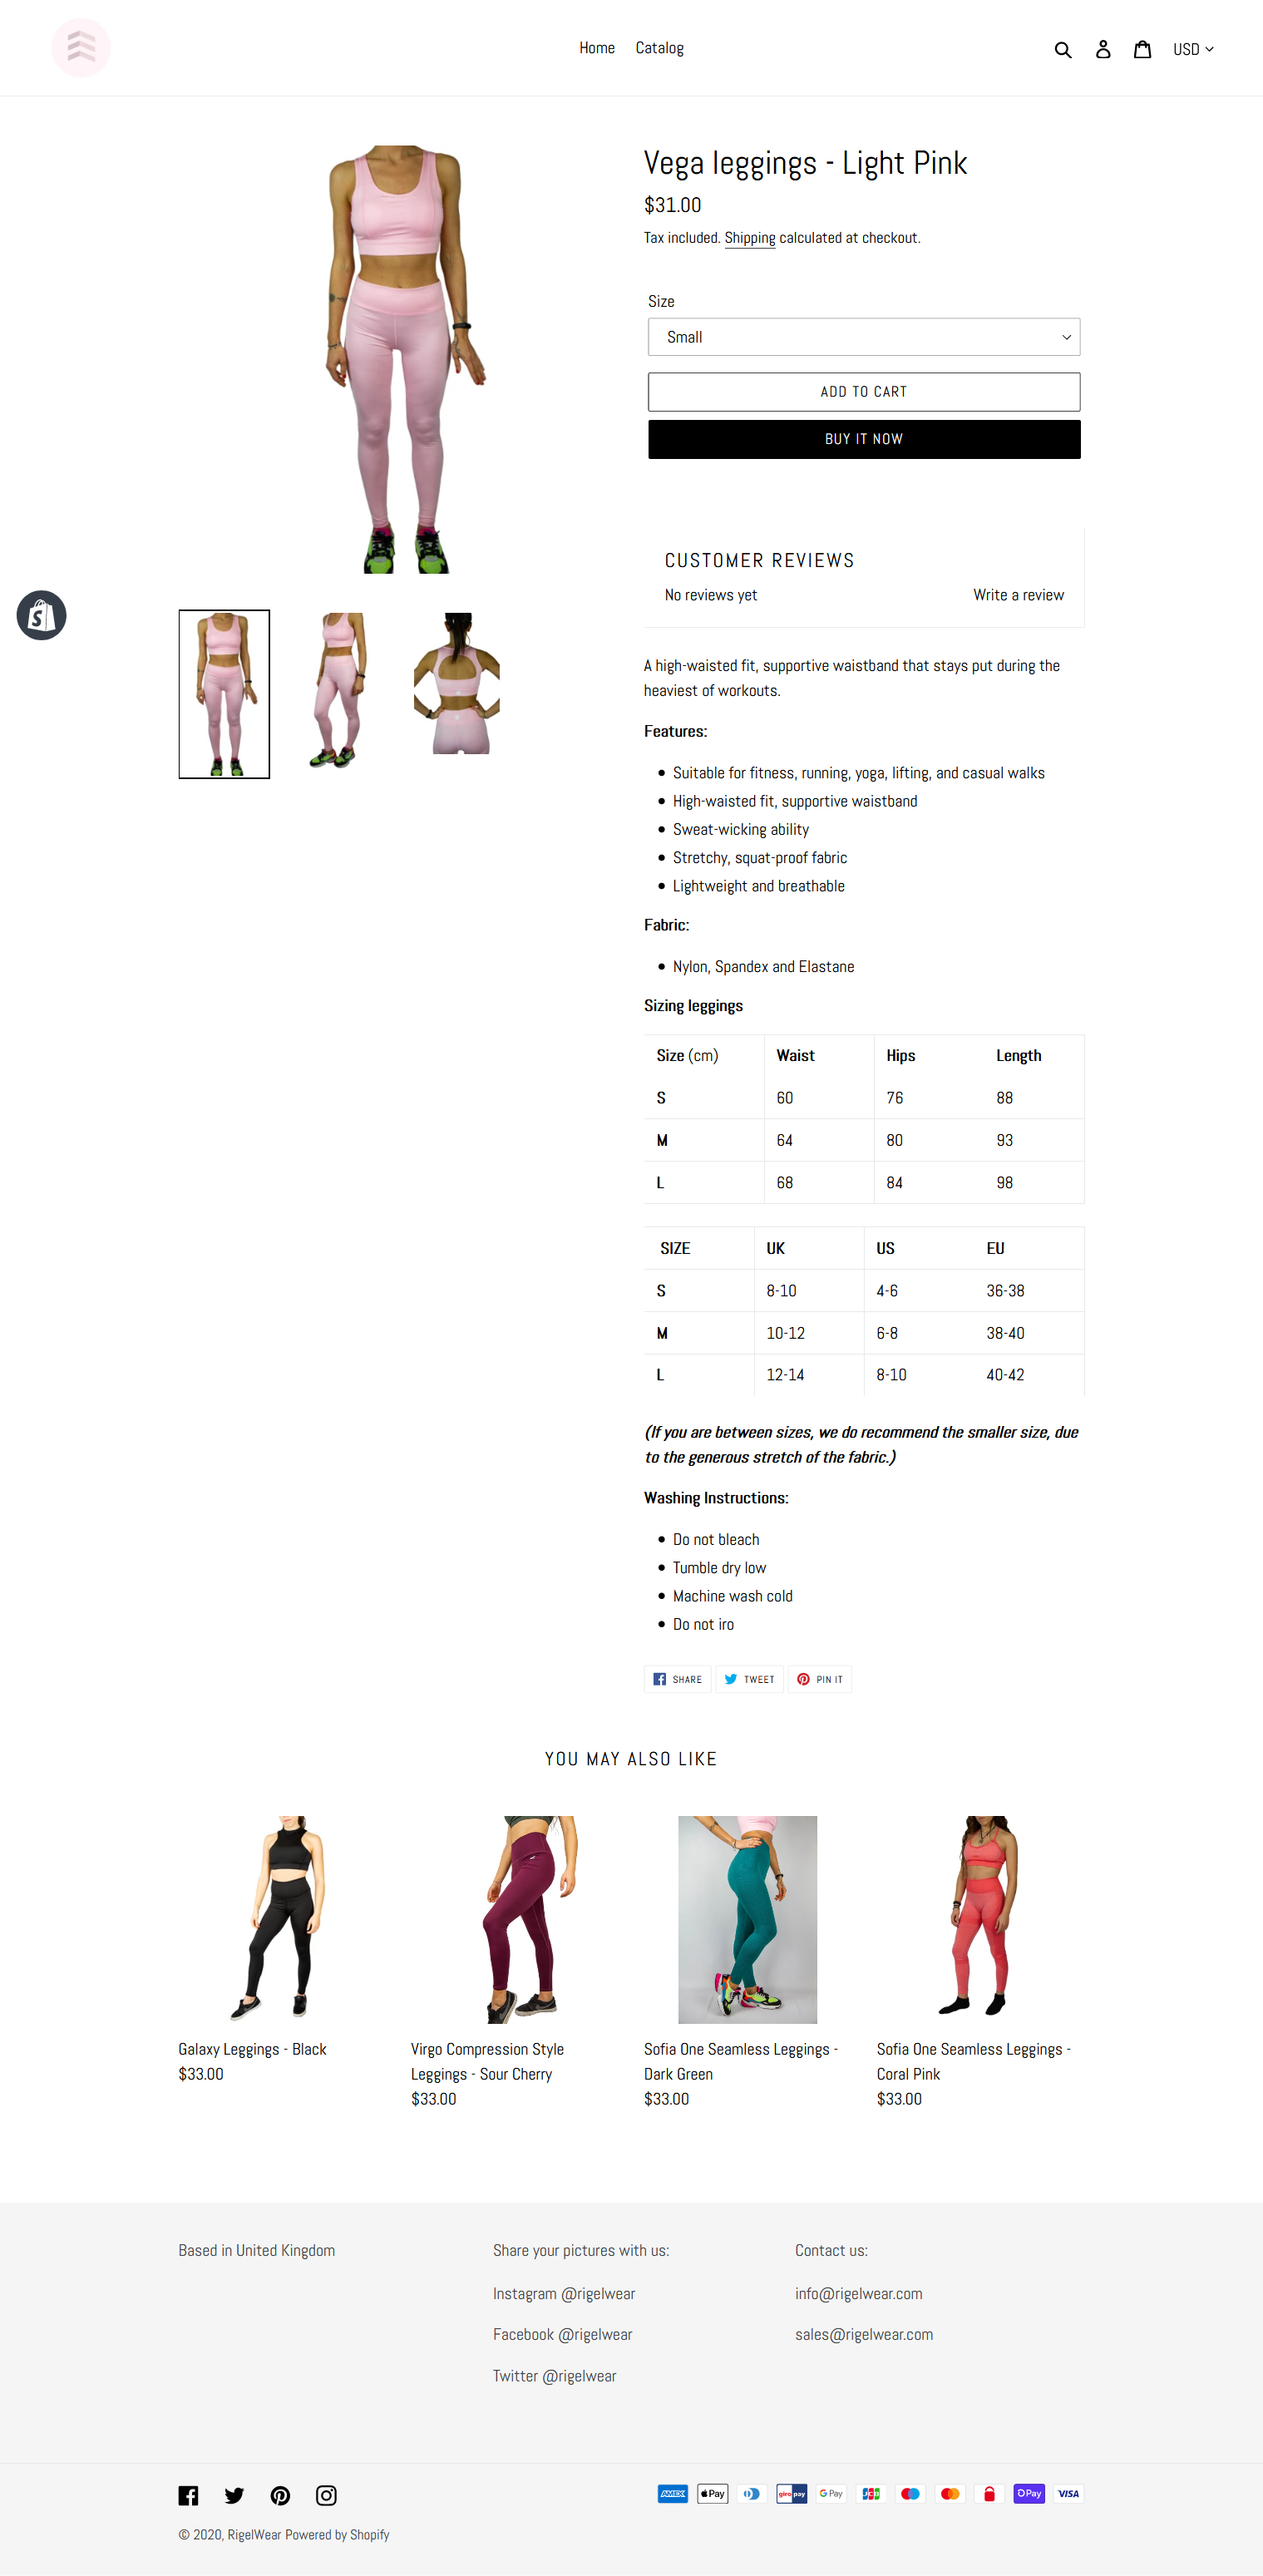 Home Catalog
USD
Vega leggings - Light Pink
$31.00
Tax included. Shipping calculated at checkout.
Size
Small
ADD TO CART
BUY IT NOW
CUSTOMER REVIEWS
No reviews yet Write a review
A high-waisted fit, supportive waistband that stays put during the
heaviest of workouts.
Features:
Suitable for fitness, running, yoga, lifting, and casual walks
High-waisted fit, supportive waistband
Sweat-wicking ability
Stretchy, squat-proof fabric
Lightweight and breathable
Fabric:
Nylon, Spandex and Elastane
Sizing leggings
Size (cm) Waist Hips Length
S 60 76 88
M 64 80 93
L 68 84 98
SIZE UK US EU
S 8-10 4-6 36-38
M 10-12 6-8 38-40
L 12-14 8-10 40-42
(If you are between sizes, we do recommend the smaller size, due
to the generous stretch of the fabric.)
Washing Instructions:
Do not bleach
Tumble dry low
Machine wash cold
Do not iro
SHARE TWEET PIN IT
YOU MAY ALSO LIKE
Galaxy Leggings - Black
$33.00
Virgo Compression Style
Leggings - Sour Cherry
$33.00
Sofia One Seamless Leggings -
Dark Green
$33.00
Sofia One Seamless Leggings -
Coral Pink
$33.00
Based in United Kingdom
Share your pictures with us:
Instagram @rigelwear
Facebook @rigelwear
Twitter @rigelwear
Contact us:
info@rigelwear.com
sales@rigelwear.com
AMEX Pay giro pay G Pay JCB Pay VISA
© 2020, RigelWear Powered by Shopify